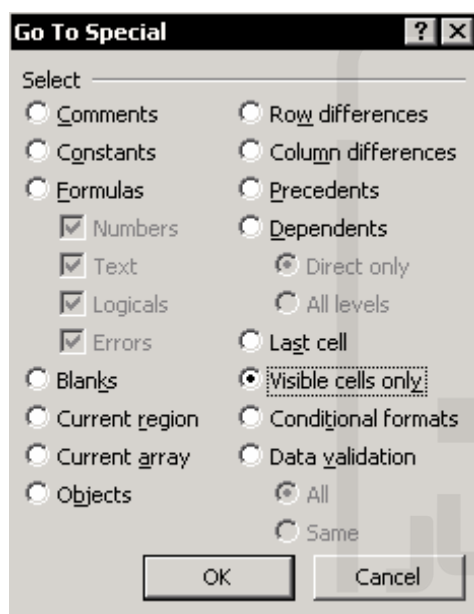 Go To Special
Select
Comments
Constants
Formulas
Numbers
Text
Logicals
Errors
Blanks
Current region
Current array
Objects
Row differences
Column differences
Precedents
Dependents
Direct only
All levels
Last cell
Visible cells only
Conditional formats
Data validation
All
Same
OK
Cancel